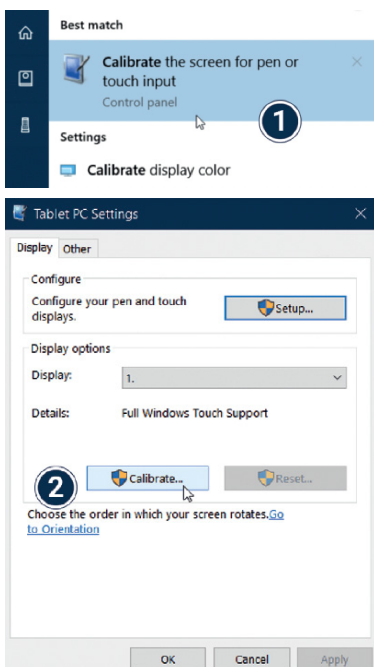 Best match
Calibrate the screen for pen or
touch input
Control panel
1
Settings
Calibrate display color
Tablet PC Settings
Display Other
Configure
Configure your pen and touch
displays.
Setup...
Display options
Display:
1.
Details:
Full Windows Touch Support
2
Calibrate...
Reset...
Choose the order in which your screen rotates.Go
to Orientation
OK
Cancel
Apply